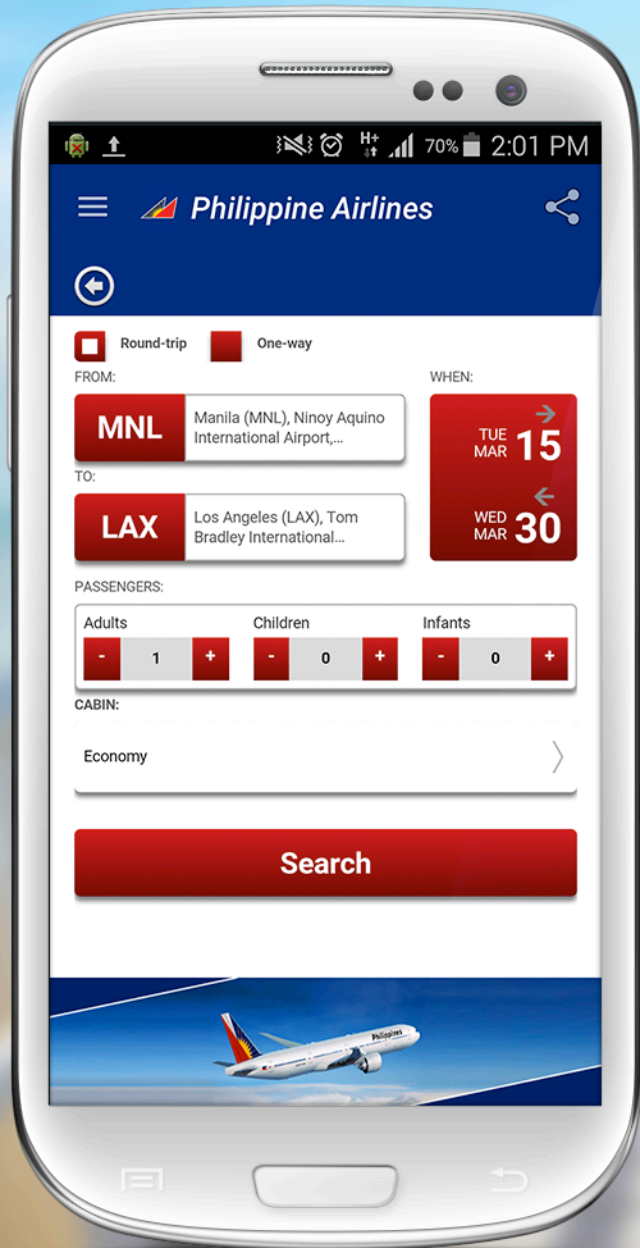 H+ 70% 2:01 PM
Philippine Airlines
Round-trip One-way
FROM: WHEN:
MNL Manila (MNL), Ninoy Aquino
International Airport,...
TUE
MAR 15
TO:
LAX Los Angeles (LAX), Tom
Bradley International...
WED
MAR 30
PASSENGERS:
Adults Children Infants
- 1 + - 0 + - 0 +
CABIN:
Economy
Search
Philippines